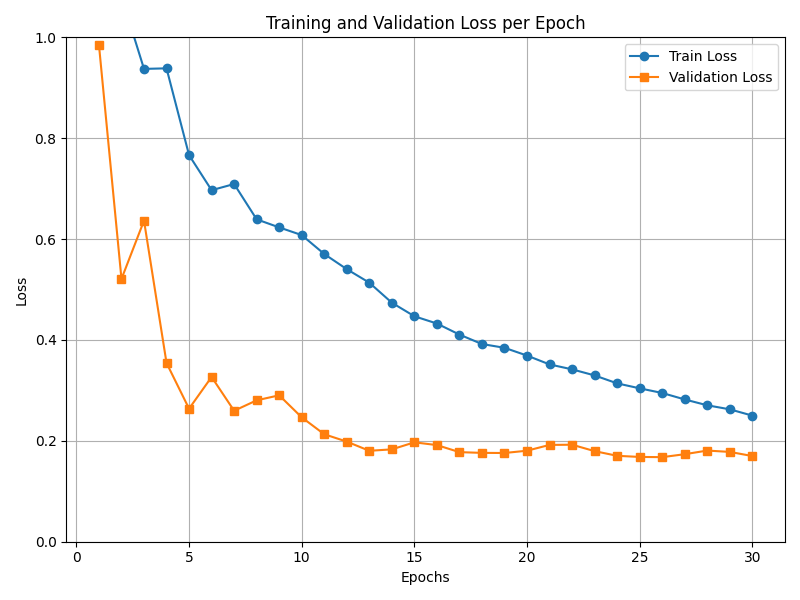 Training and Validation Loss per Epoch
Train Loss
Validation Loss
1.0
0.8
0.6
0.4
0.2
0.0
Loss
0 5 10 15 20 25 30
Epochs